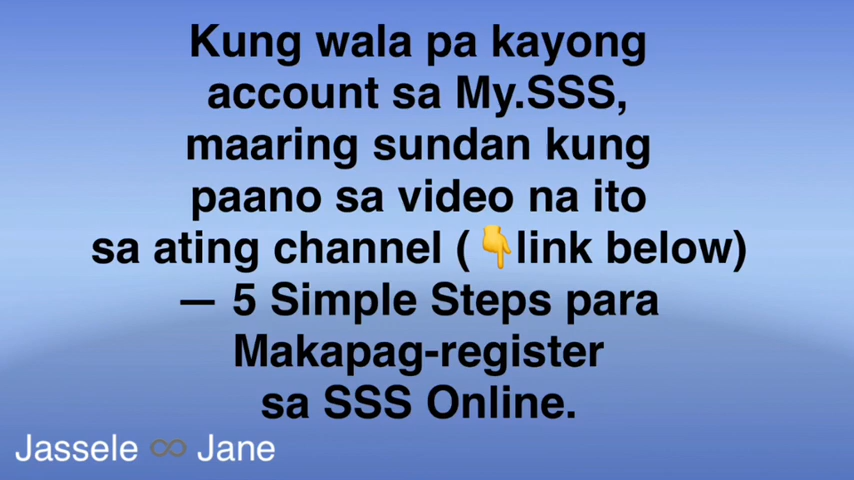 Kung wala pa kayong
account sa My.SSS,
maaring sundan kung
paano sa video na ito
sa ating channel (👇link below)
— 5 Simple Steps para
Makapag-register
sa SSS Online.
Jassele ∞ Jane